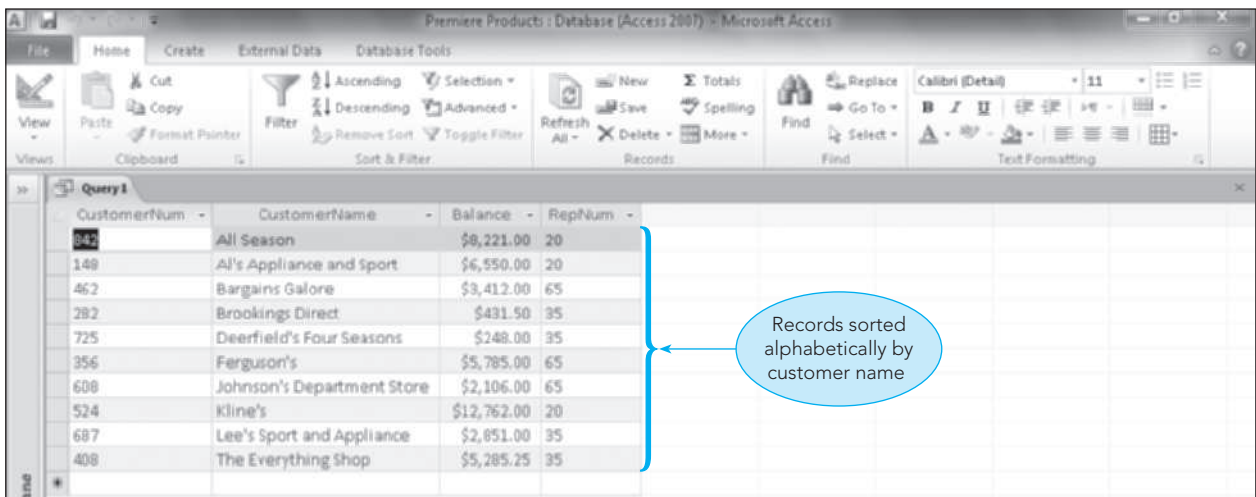 A
Premiere Products : Database (Access 2007) - Microsoft Access
File Home Create External Data Database Tools
View
Views
Paste
Cut
Copy
Format Painter
Clipboard
Filter
Ascending
Descending
Remove Sort
Selection
Advanced
Toggle Filter
Sort & Filter
Refresh All
New
Save
Delete
Totals
Spelling
More
Records
Find
Replace
Go To
Select
Find
Calibri (Detail) 11
B I U
A
Text Formatting
Query1
CustomerNum CustomerName Balance RepNum
842 All Season $8,221.00 20
148 Al's Appliance and Sport $6,550.00 20
462 Bargains Galore $3,412.00 65
282 Brookings Direct $431.50 35
725 Deerfield's Four Seasons $248.00 35
356 Ferguson's $5,785.00 65
608 Johnson's Department Store $2,106.00 65
524 Kline's $12,762.00 20
687 Lee's Sport and Appliance $2,851.00 35
408 The Everything Shop $5,285.25 35
Records sorted
alphabetically by
customer name